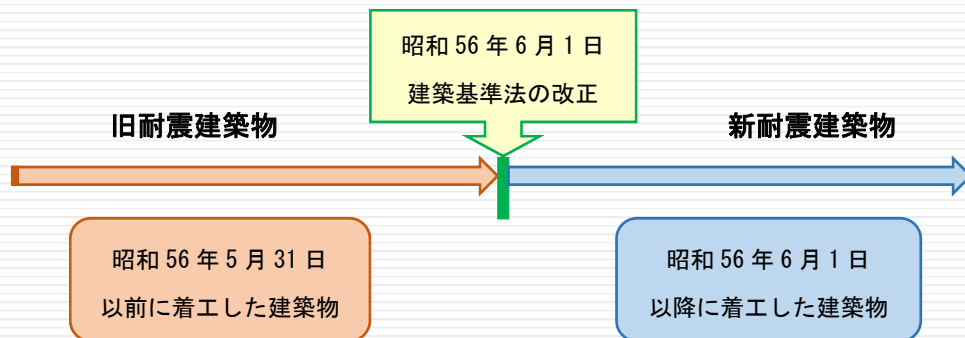 昭和 56 年 6 月 1 日
建築基準法の改正
旧耐震建築物
新耐震建築物
昭和 56 年 5 月 31 日
以前に着工した建築物
昭和 56 年 6 月 1 日
以降に着工した建築物